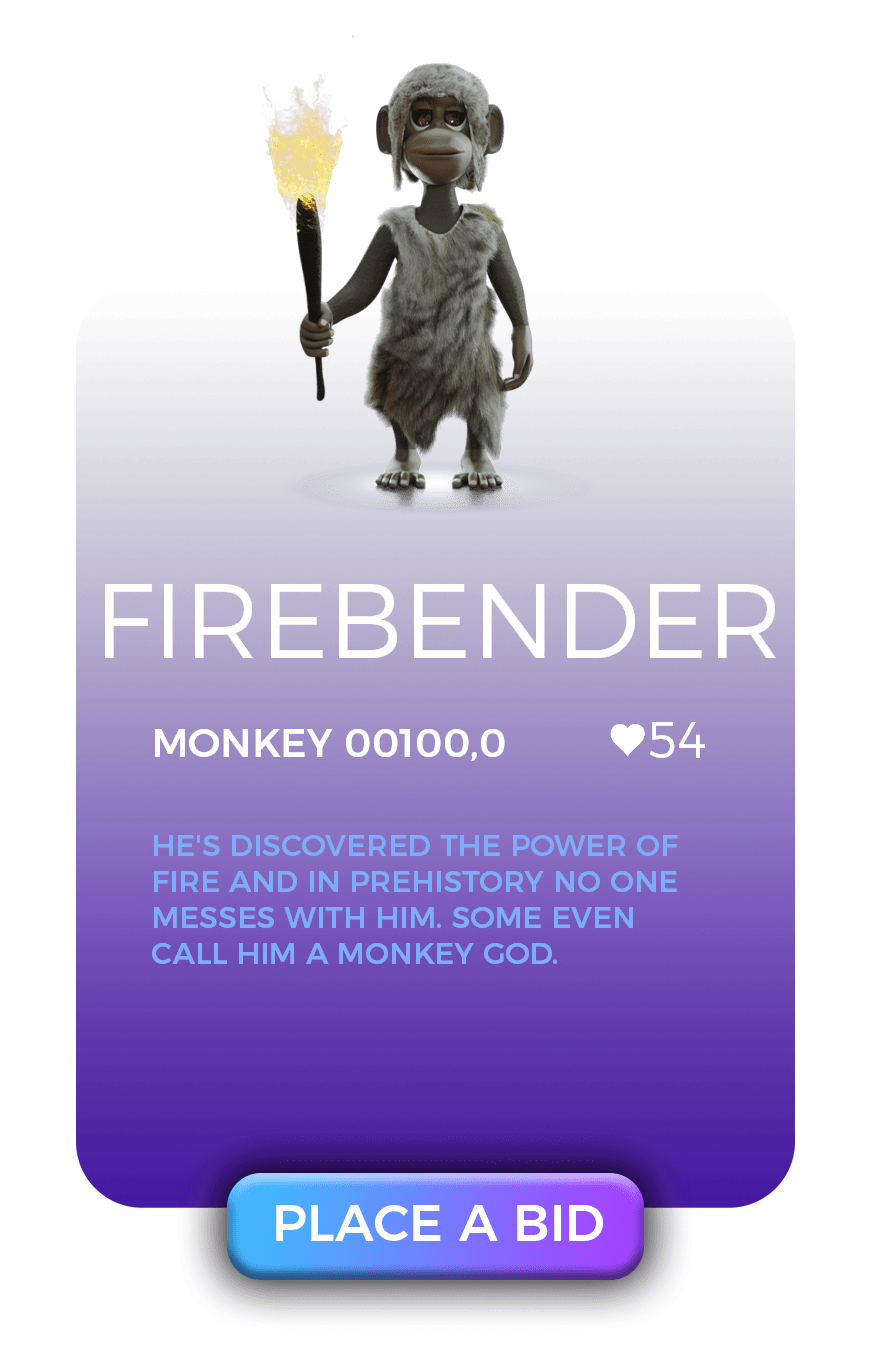 FIREBENDER
MONKEY 00100,0
54
HE'S DISCOVERED THE POWER OF
FIRE AND IN PREHISTORY NO ONE
MESSES WITH HIM. SOME EVEN
CALL HIM A MONKEY GOD.
PLACE A BID